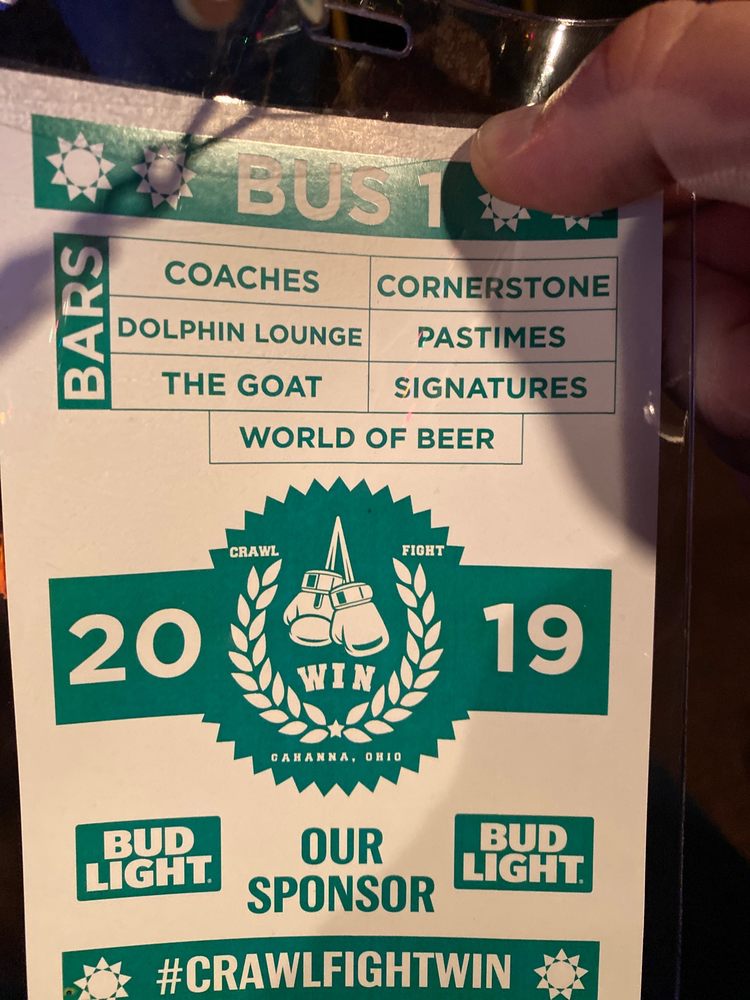 BUS 1
BARS
COACHES CORNERSTONE
DOLPHIN LOUNGE PASTIMES
THE GOAT SIGNATURES
WORLD OF BEER
CRAWL FIGHT
20 19
WIN
GAHANNA, OHIO
BUD LIGHT.
OUR SPONSOR
BUD LIGHT.
#CRAWLFIGHTWIN